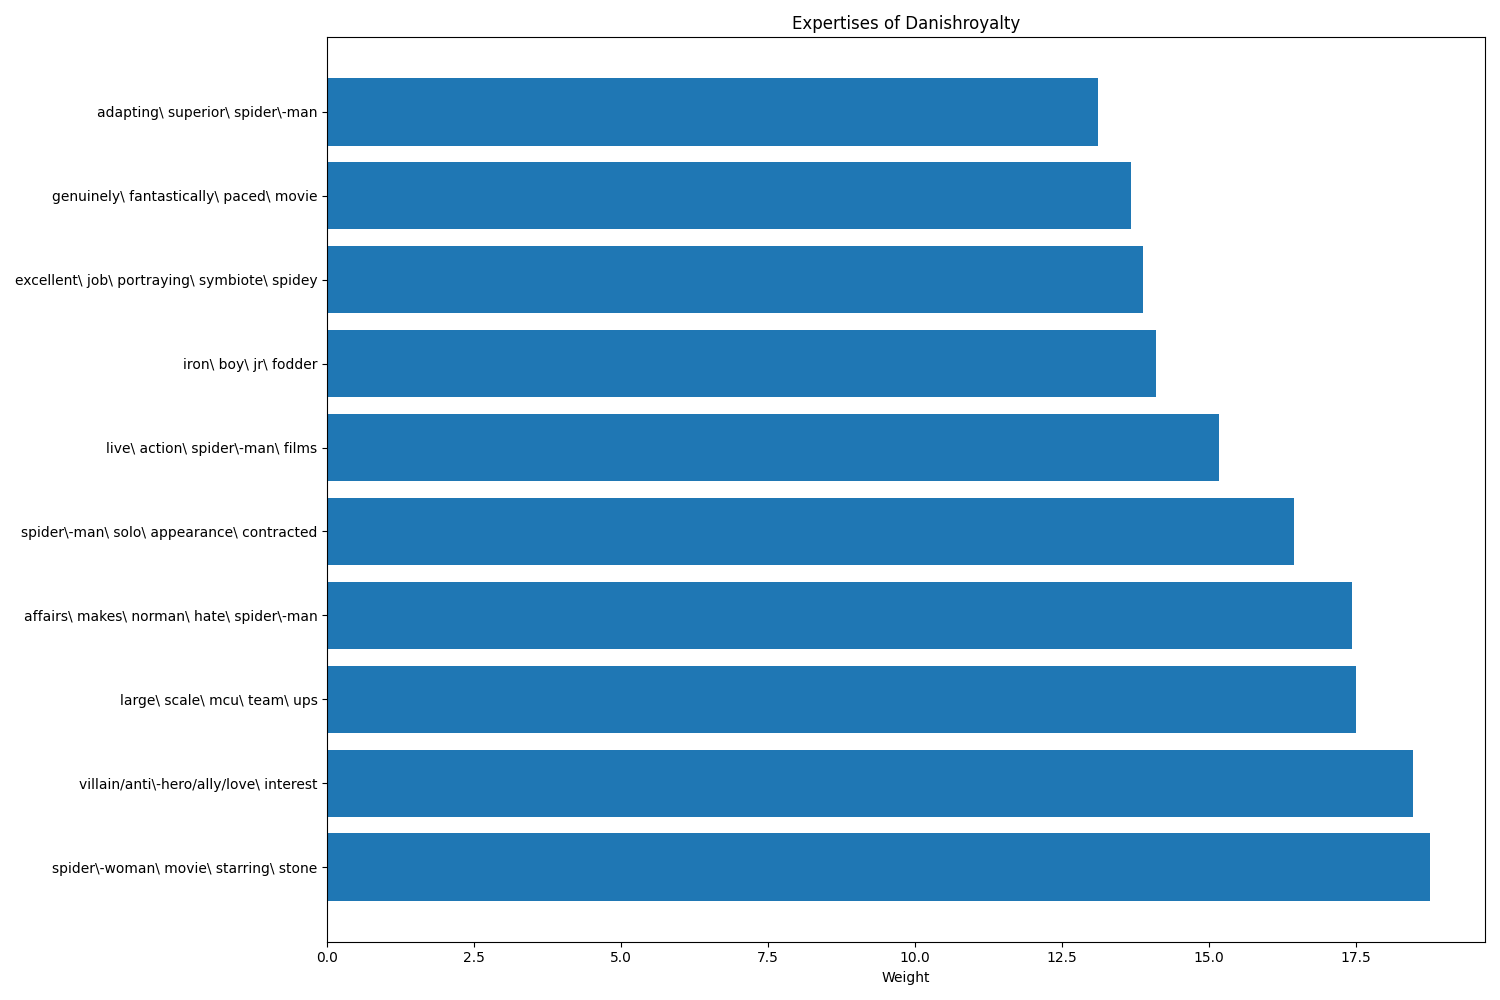 Expertises of Danishroyalty
adapting\ superior\ spider\-man
genuinely\ fantastically\ paced\ movie
excellent\ job\ portraying\ symbiote\ spidey
iron\ boy\ jr\ fodder
live\ action\ spider\-man\ films
spider\-man\ solo\ appearance\ contracted
affairs\ makes\ norman\ hate\ spider\-man
large\ scale\ mcu\ team\ ups
villain/anti\-hero/ally/love\ interest
spider\-woman\ movie\ starring\ stone
0.0 2.5 5.0 7.5 10.0 12.5 15.0 17.5
Weight